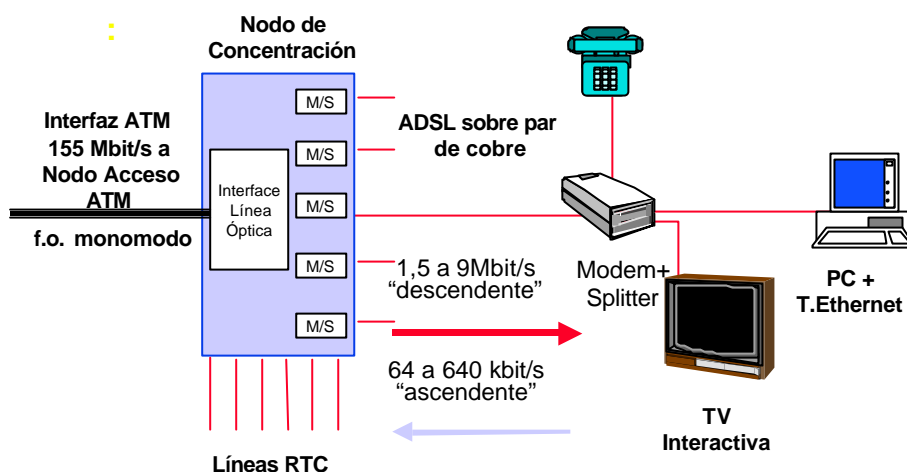 :
Nodo de
Concentración
Interfaz ATM
155 Mbit/s a
Nodo Acceso
ATM
f.o. monomodo
Interface
Línea
Óptica
M/S
M/S
M/S
M/S
M/S
ADSL sobre par
de cobre
1,5 a 9Mbit/s
“descendente”
64 a 640 kbit/s
“ascendente”
Modem+
Splitter
PC +
T.Ethernet
TV
Interactiva
Líneas RTC